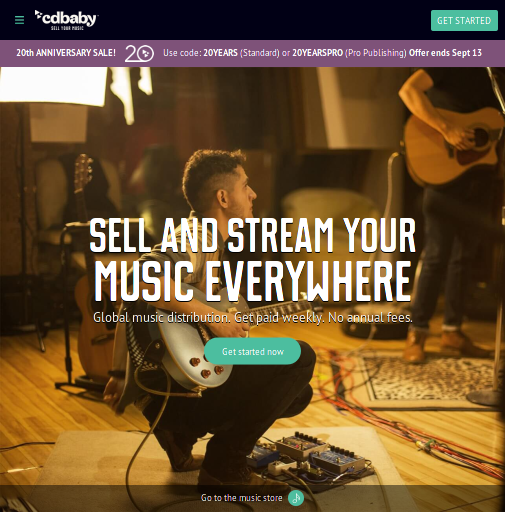 cdbaby
SELL YOUR MUSIC
GET STARTED
20th ANNIVERSARY SALE! 20 Use code: 20YEARS (Standard) or 20YEARSPRO (Pro Publishing) Offer ends Sept 13
SELL AND STREAM YOUR
MUSIC EVERYWHERE
Global music distribution. Get paid weekly. No annual fees.
Get started now
Go to the music store